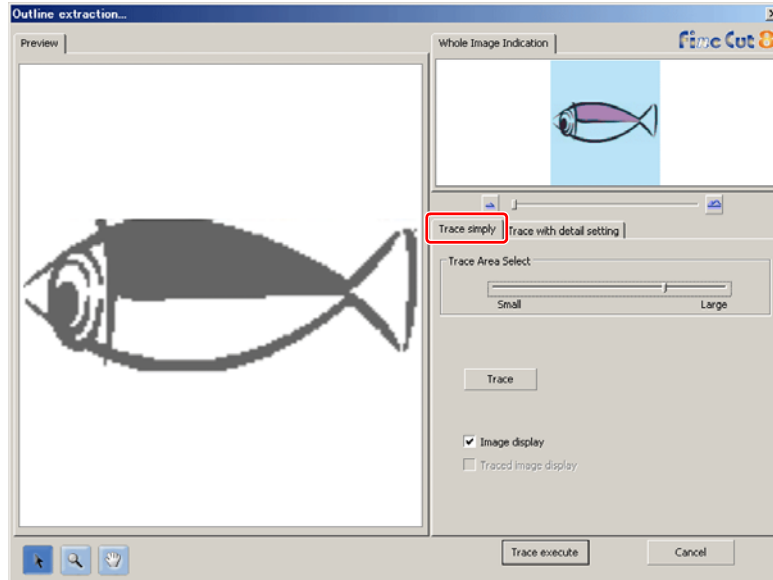 Outline extraction...
Preview
Whole Image Indication
Fine Cut 8
Trace simply
Trace with detail setting
Trace Area Select
Small
Large
Trace
Image display
Traced image display
Trace execute
Cancel